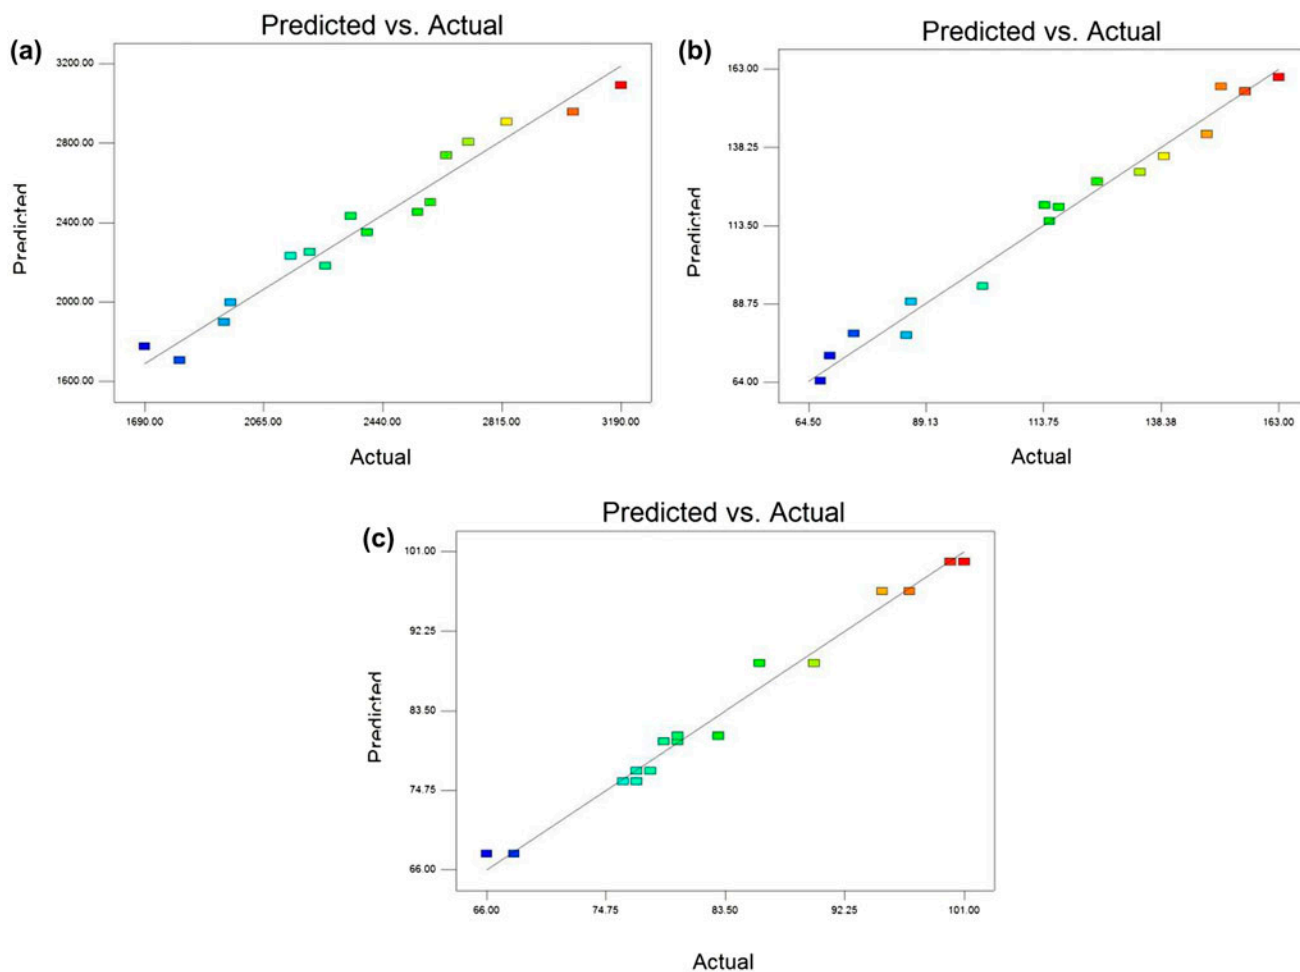 (a)
Predicted vs. Actual
3200.00
2800.00
2400.00
2000.00
1600.00
Predicted
1690.00 2065.00 2440.00 2815.00 3190.00
Actual
(b)
Predicted vs. Actual
163.00
138.25
113.50
88.75
64.00
Predicted
64.50 89.13 113.75 138.38 163.00
Actual
(c)
Predicted vs. Actual
101.00
92.25
83.50
74.75
66.00
Predicted
66.00 74.75 83.50 92.25 101.00
Actual